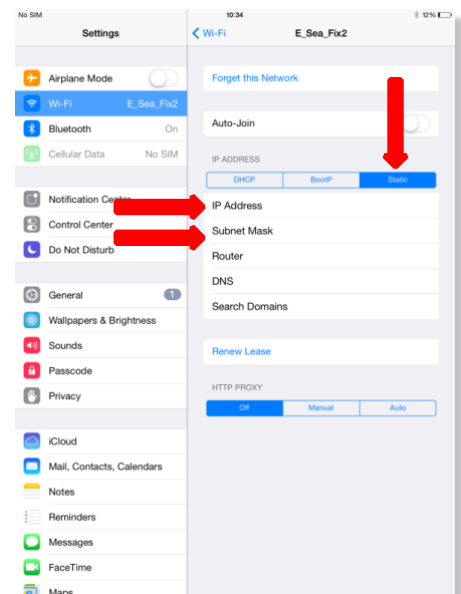 No SIM 10:34 12%
Settings
Wi-Fi E_Sea_Fix2
Forget this Network
Airplane Mode
Wi-Fi E_Sea_Fix2
Auto-Join
Bluetooth On
Cellular Data No SIM
IP ADDRESS
DHCP BootP Static
Notification Center
IP Address
Control Center
Subnet Mask
Do Not Disturb
Router
DNS
General 1
Search Domains
Wallpapers & Brightness
Sounds
Renew Lease
Passcode
HTTP PROXY
Privacy
Off Manual Auto
iCloud
Mail, Contacts, Calendars
Notes
Reminders
Messages
FaceTime
Maps